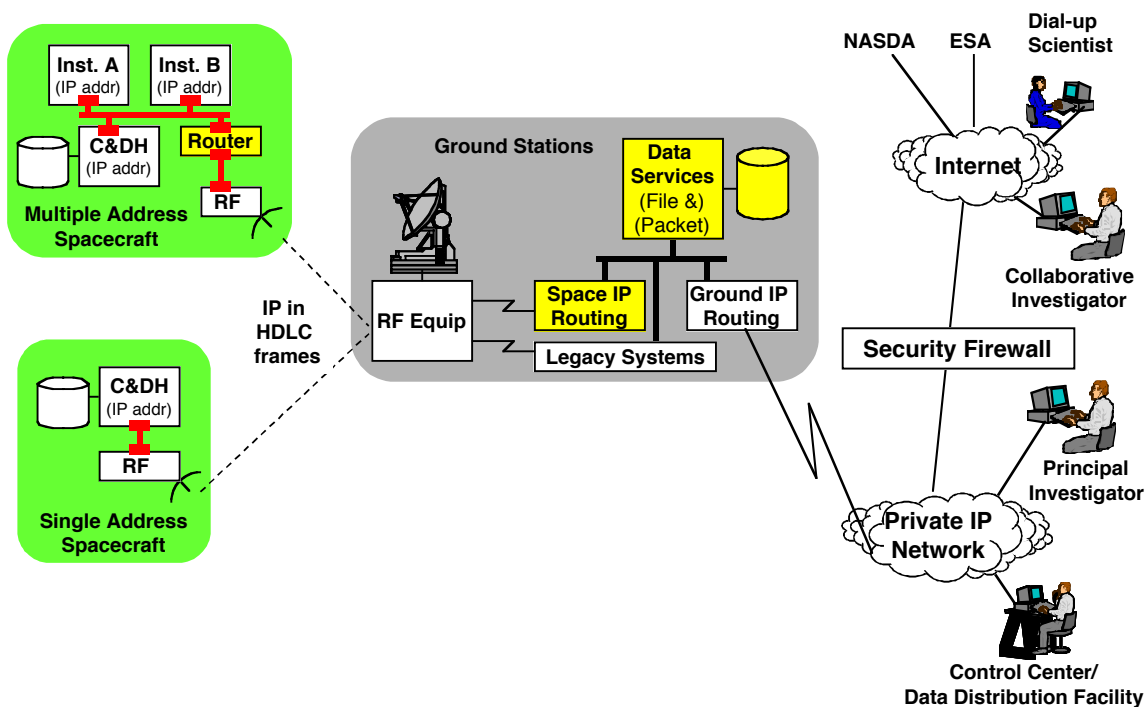 Inst. A
(IP addr)
Inst. B
(IP addr)
C&DH
(IP addr)
Router
RF
Multiple Address
Spacecraft
IP in
HDLC
frames
C&DH
(IP addr)
RF
Single Address
Spacecraft
Ground Stations
Data
Services
(File &)
(Packet)
RF Equip
Space IP
Routing
Ground IP
Routing
Legacy Systems
NASDA
ESA
Dial-up
Scientist
Internet
Collaborative
Investigator
Security Firewall
Principal
Investigator
Private IP
Network
Control Center/
Data Distribution Facility